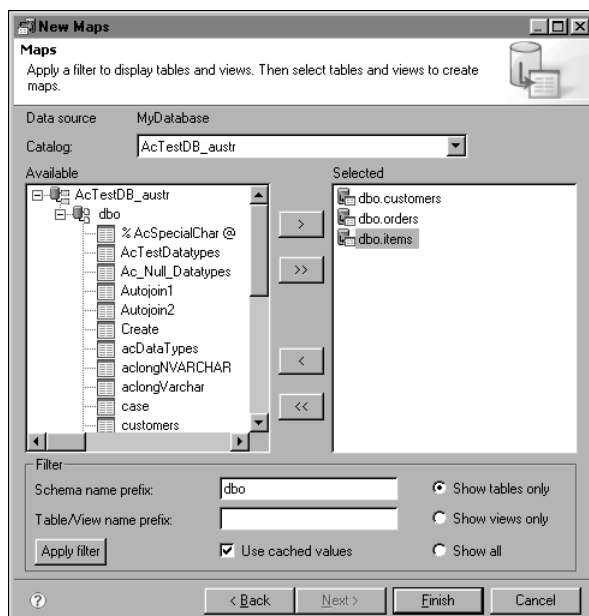 New Maps
Maps
Apply a filter to display tables and views. Then select tables and views to create
maps.
Data source MyDatabase
Catalog: AcTestDB_austr
Available Selected
AcTestDB_austr
dbo
% AcSpecialChar @
AcTestDatatypes
Ac_Null_Datatypes
Autojoin1
Autojoin2
Create
acDataTypes
aclongNVARCHAR
aclongVarchar
case
customers
>
>>
<
<<
dbo.customers
dbo.orders
dbo.items
Filter
Schema name prefix: dbo Show tables only
Table/View name prefix: Show views only
Apply filter Use cached values Show all
? < Back Next > Finish Cancel